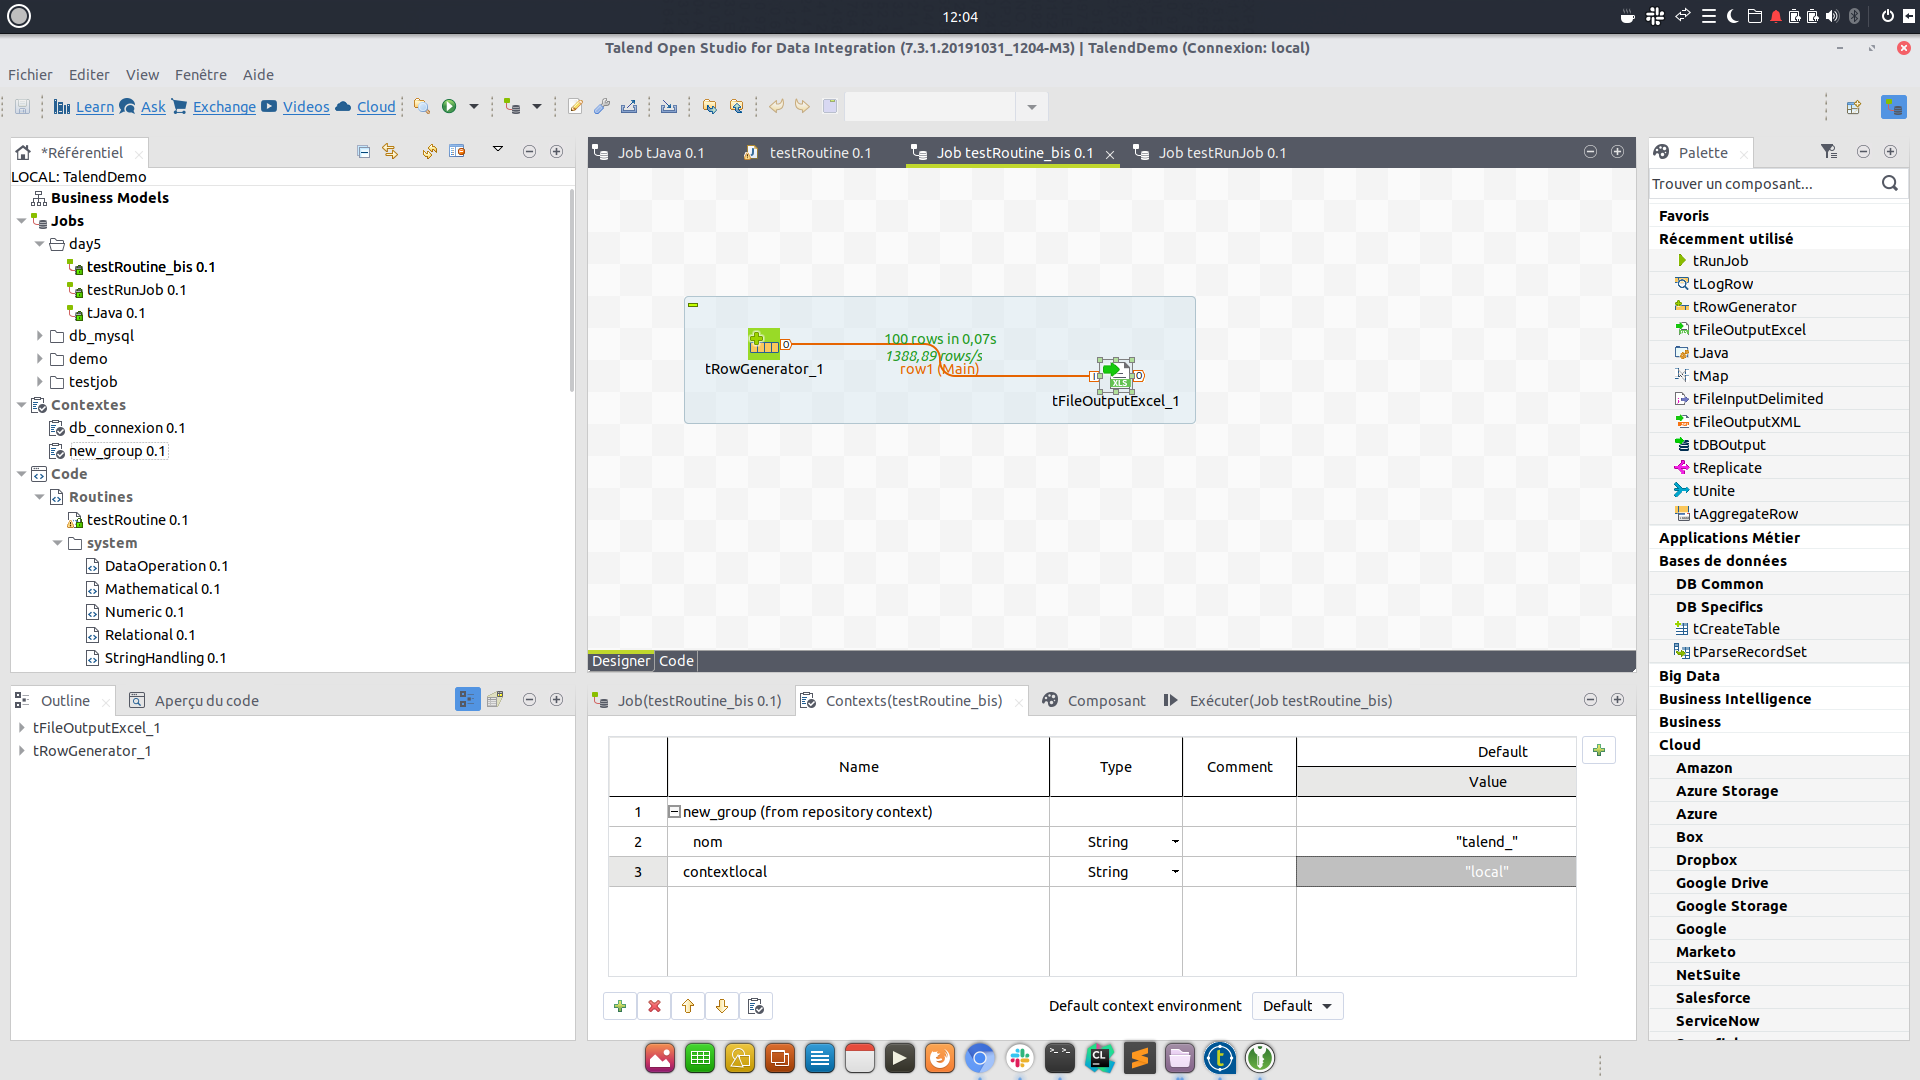 12:04
Talend Open Studio for Data Integration (7.3.1.20191031_1204-M3) | TalendDemo (Connexion: local)
Fichier Editer View Fenêtre Aide
Learn Ask Exchange Videos Cloud
*Référentiel
LOCAL: TalendDemo
Business Models
Jobs
day5
testRoutine_bis 0.1
testRunJob 0.1
tJava 0.1
db_mysql
demo
testjob
Contextes
db_connexion 0.1
new_group 0.1
Code
Routines
testRoutine 0.1
system
DataOperation 0.1
Mathematical 0.1
Numeric 0.1
Relational 0.1
StringHandling 0.1
Outline Aperçu du code
tFileOutputExcel_1
tRowGenerator_1
Job tJava 0.1 testRoutine 0.1 Job testRoutine_bis 0.1 Job testRunJob 0.1
100 rows in 0,07s
1388,89 rows/s
row1 (Main)
tRowGenerator_1
XLS
tFileOutputExcel_1
Designer Code
Job(testRoutine_bis 0.1) Contexts(testRoutine_bis) Composant Exécuter(Job testRoutine_bis)
Name Type Comment Default
Value
1 new_group (from repository context)
2 nom String "talend_"
3 contextlocal String "local"
Default context environment Default
Palette
Trouver un composant...
Favoris
Récemment utilisé
tRunJob
tLogRow
tRowGenerator
tFileOutputExcel
tJava
tMap
tFileInputDelimited
tFileOutputXML
tDBOutput
tReplicate
tUnite
tAggregateRow
Applications Métier
Bases de données
DB Common
DB Specifics
tCreateTable
tParseRecordSet
Big Data
Business Intelligence
Business
Cloud
Amazon
Azure Storage
Azure
Box
Dropbox
Google Drive
Google Storage
Google
Marketo
NetSuite
Salesforce
ServiceNow
CL